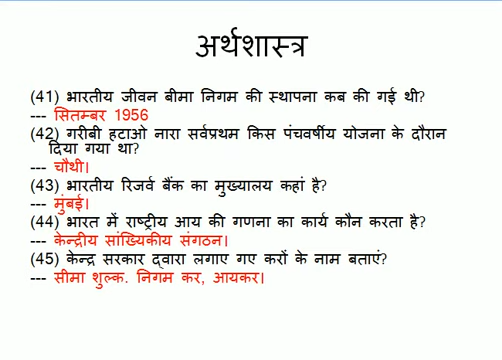 अर्थशास्त्र
(41) भारतीय जीवन बीमा निगम की स्थापना कब की गई थी?
--- सितम्बर 1956
(42) गरीबी हटाओ नारा सर्वप्रथम किस पंचवर्षीय योजना के दौरान
दिया गया था?
--- चौथी।
(43) भारतीय रिजर्व बैंक का मुख्यालय कहां है?
--- मुंबई।
(44) भारत में राष्ट्रीय आय की गणना का कार्य कौन करता है?
--- केन्द्रीय सांख्यिकीय संगठन।
(45) केन्द्र सरकार द्वारा लगाए गए करों के नाम बताएं?
--- सीमा शुल्क. निगम कर, आयकर।